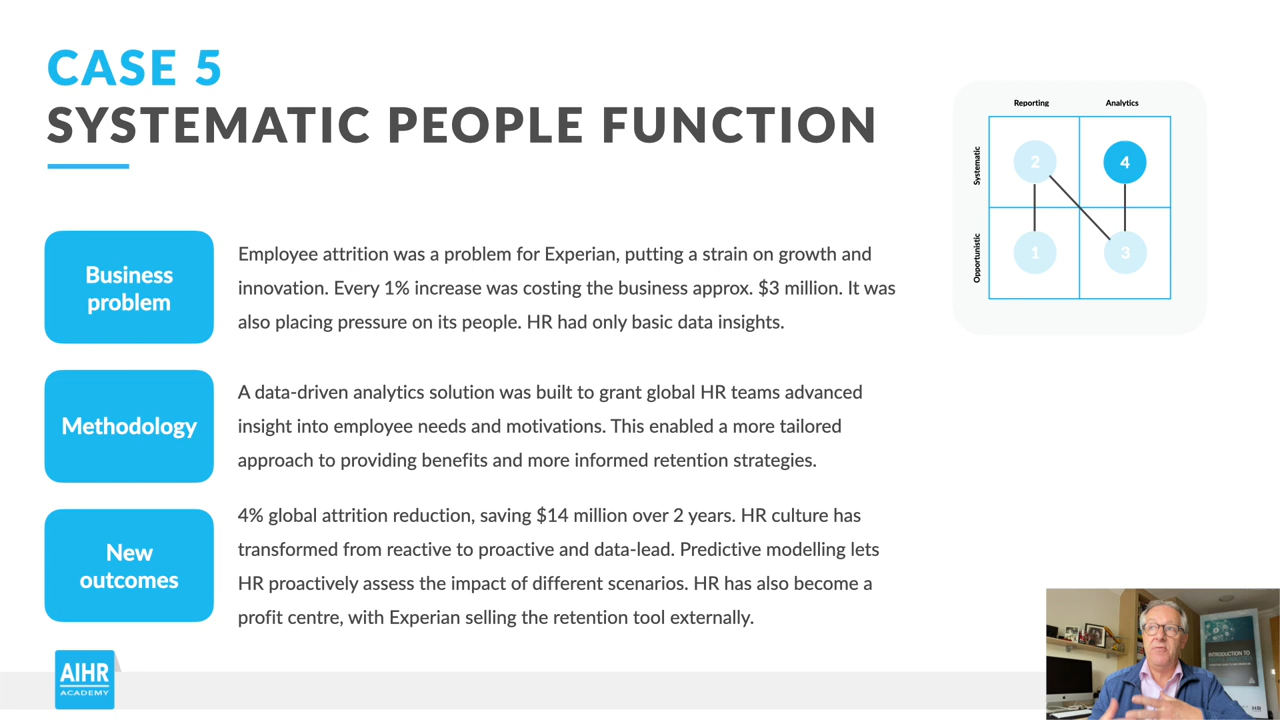 CASE 5
SYSTEMATIC PEOPLE FUNCTION
Reporting
Analytics
Systematic
Opportunistic
2
4
1
3
Business
problem
Employee attrition was a problem for Experian, putting a strain on growth and
innovation. Every 1% increase was costing the business approx. $3 million. It was
also placing pressure on its people. HR had only basic data insights.
Methodology
A data-driven analytics solution was built to grant global HR teams advanced
insight into employee needs and motivations. This enabled a more tailored
approach to providing benefits and more informed retention strategies.
New
outcomes
4% global attrition reduction, saving $14 million over 2 years. HR culture has
transformed from reactive to proactive and data-lead. Predictive modelling lets
HR proactively assess the impact of different scenarios. HR has also become a
profit centre, with Experian selling the retention tool externally.
AIHR
ACADEMY
INTRODUCTION TO
HR